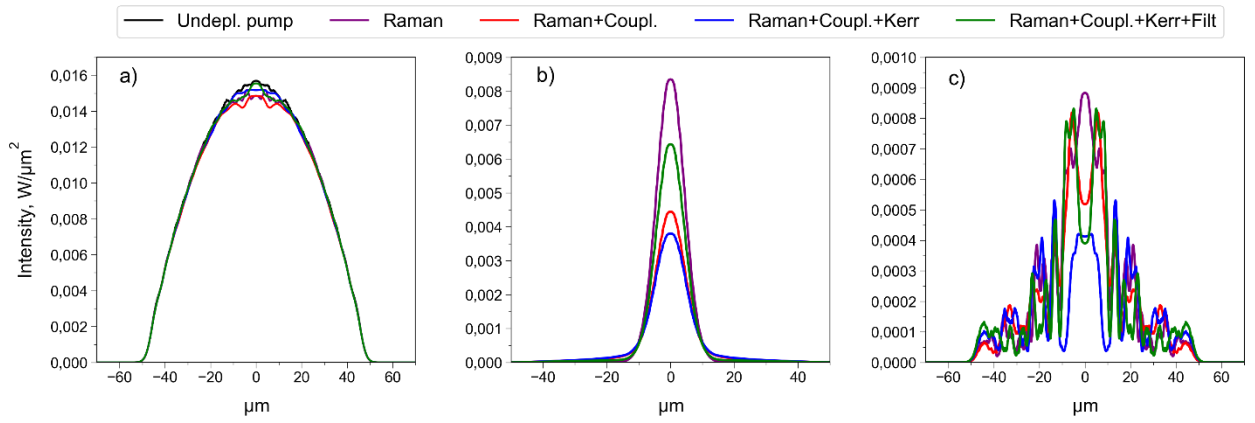 Undepl. pump Raman Raman+Coupl. Raman+Coupl.+Kerr Raman+Coupl.+Kerr+Filt
Intensity, W/µm²
a)
0,016
0,014
0,012
0,010
0,008
0,006
0,004
0,002
0,000
−60 −40 −20 0 20 40 60
µm
b)
0,009
0,008
0,007
0,006
0,005
0,004
0,003
0,002
0,001
0,000
−40 −20 0 20 40
µm
c)
0,0010
0,0009
0,0008
0,0007
0,0006
0,0005
0,0004
0,0003
0,0002
0,0001
0,0000
−60 −40 −20 0 20 40 60
µm